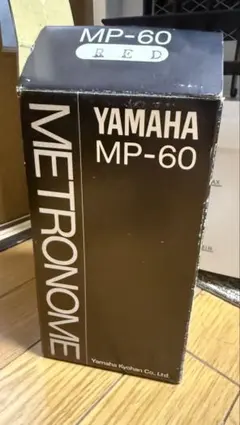 MP-60
RED
YAMAHA
MP-60
METRONOME
Yamaha Kyohan Co., Ltd.